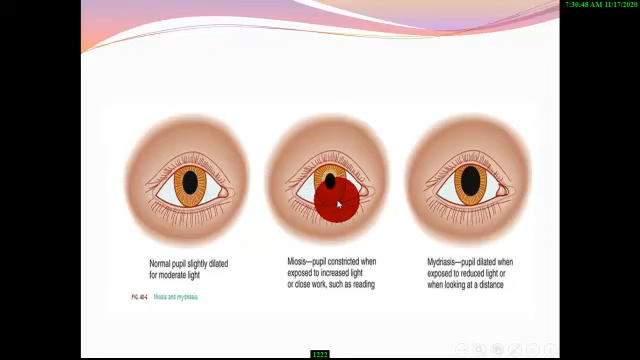 7:30:48 AM 11/17/2020
Normal pupil slightly dilated
for moderate light
Miosis—pupil constricted when
exposed to increased light
or close work, such as reading
Mydriasis—pupil dilated when
exposed to reduced light or
when looking at a distance
FIG. 40-4 Miosis and mydriasis
1222